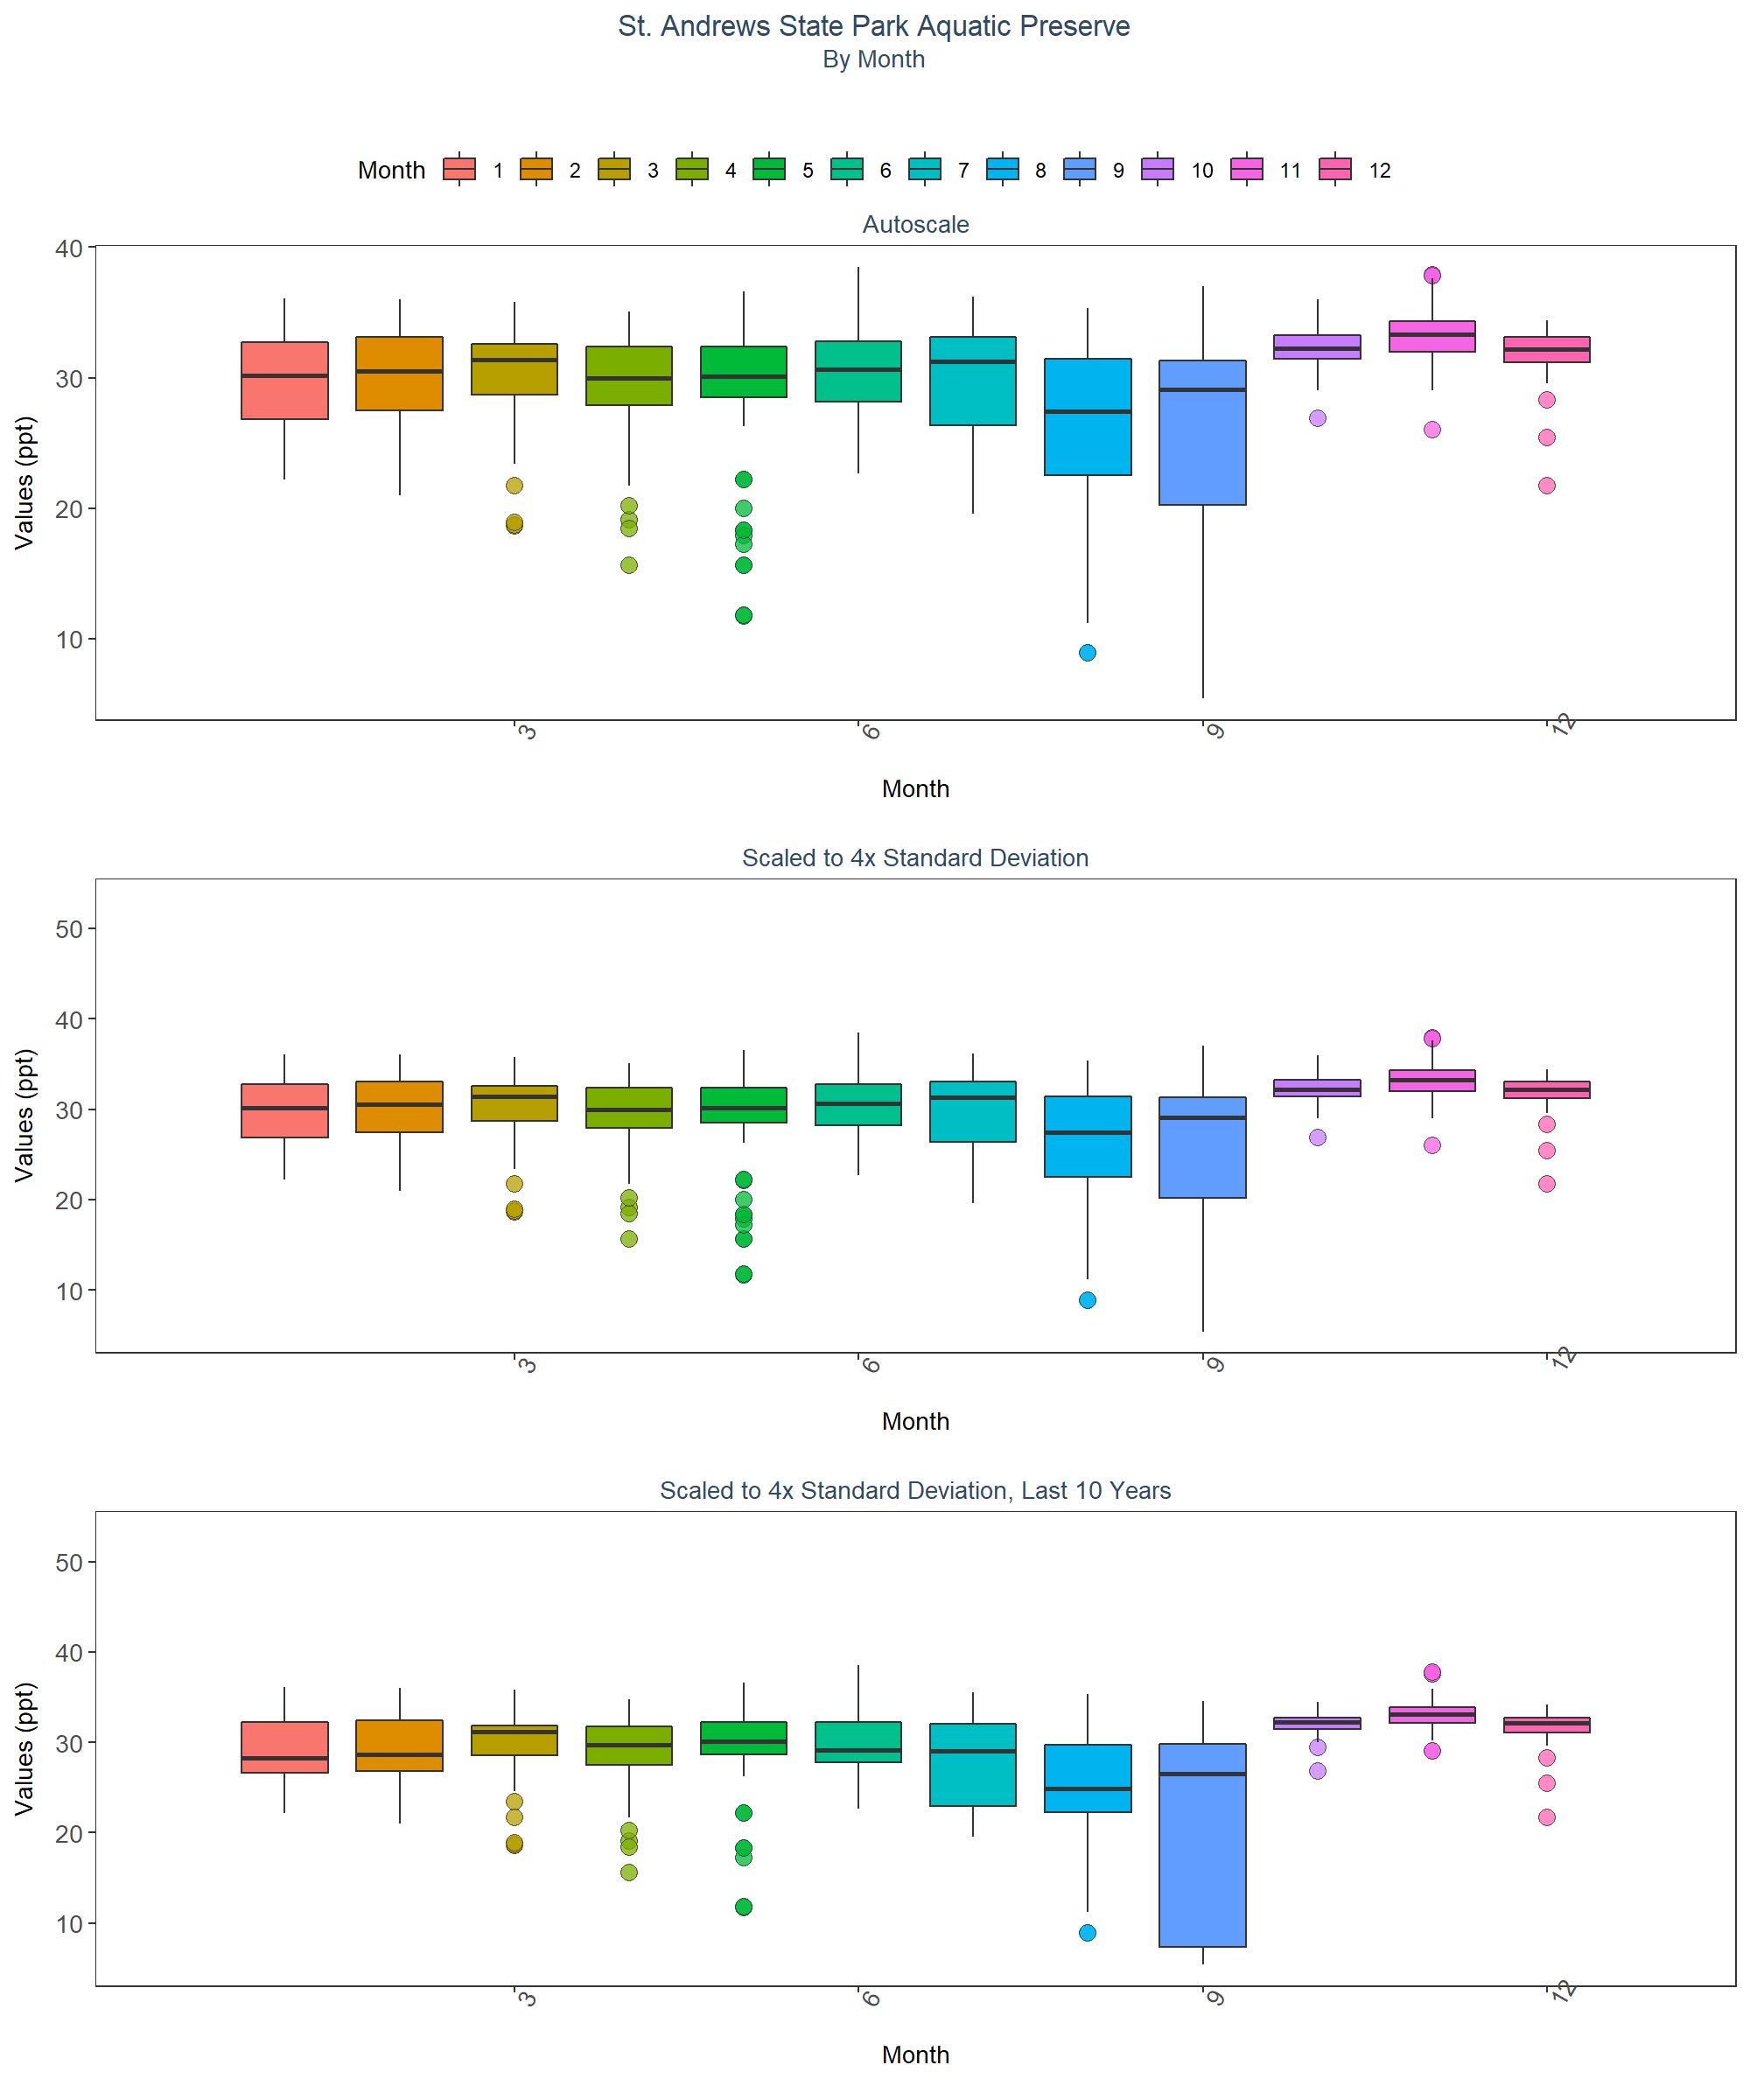 St. Andrews State Park Aquatic Preserve
By Month
Month 1 2 3 4 5 6 7 8 9 10 11 12
Autoscale
40
30
20
10
Values (ppt)
3 6 9 12
Month
Scaled to 4x Standard Deviation
50
40
30
20
10
Values (ppt)
3 6 9 12
Month
Scaled to 4x Standard Deviation, Last 10 Years
50
40
30
20
10
Values (ppt)
3 6 9 12
Month